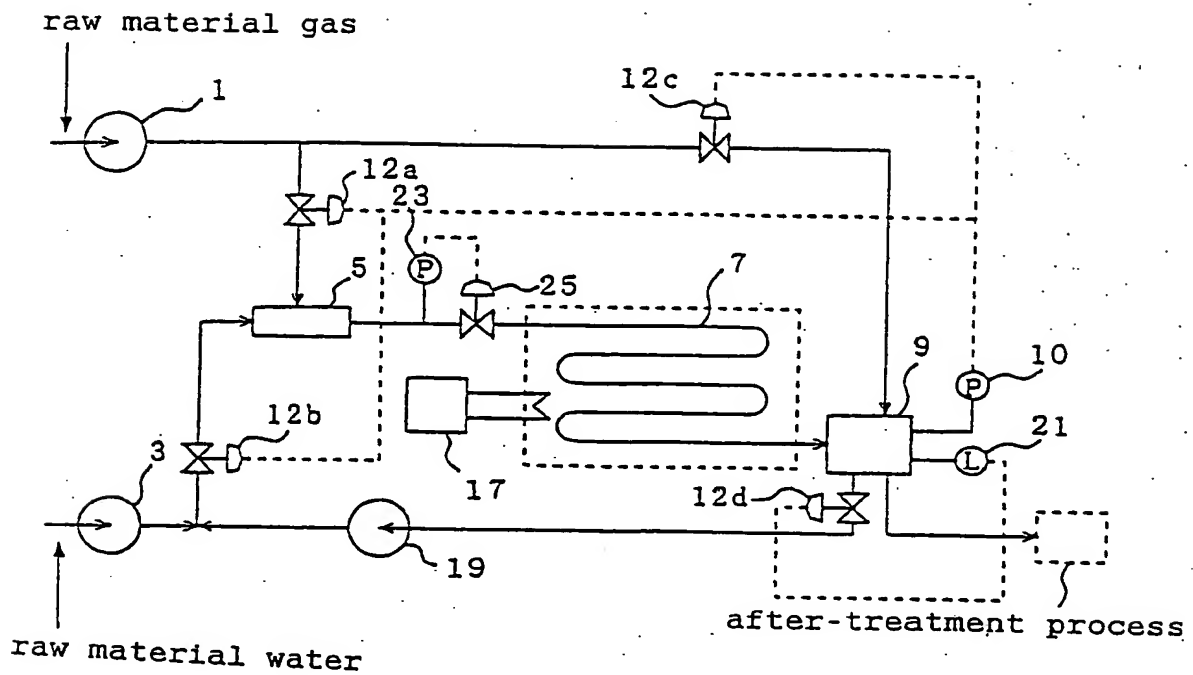 raw material gas
1
12c
12a
23
P
5
25
7
9
P
10
12b
L
21
3
17
12d
19
after-treatment process
raw material water